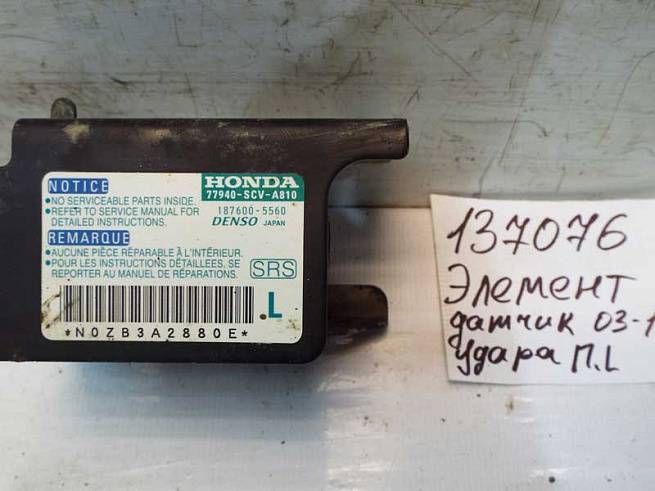 NOTICE
•NO SERVICEABLE PARTS INSIDE.
•REFER TO SERVICE MANUAL FOR
DETAILED INSTRUCTIONS.
REMARQUE
•AUCUNE PIÈCE RÉPARABLE À L'INTÉRIEUR.
•POUR LES INSTRUCTIONS DÉTAILLEES, SE
REPORTER AU MANUEL DE RÉPARATIONS.
HONDA
77940-SCV-A810
187600-5560
DENSO JAPAN
SRS
L
*N0ZB3A2880E*
137076
Элемент
датчик 03-1
Удара П.L